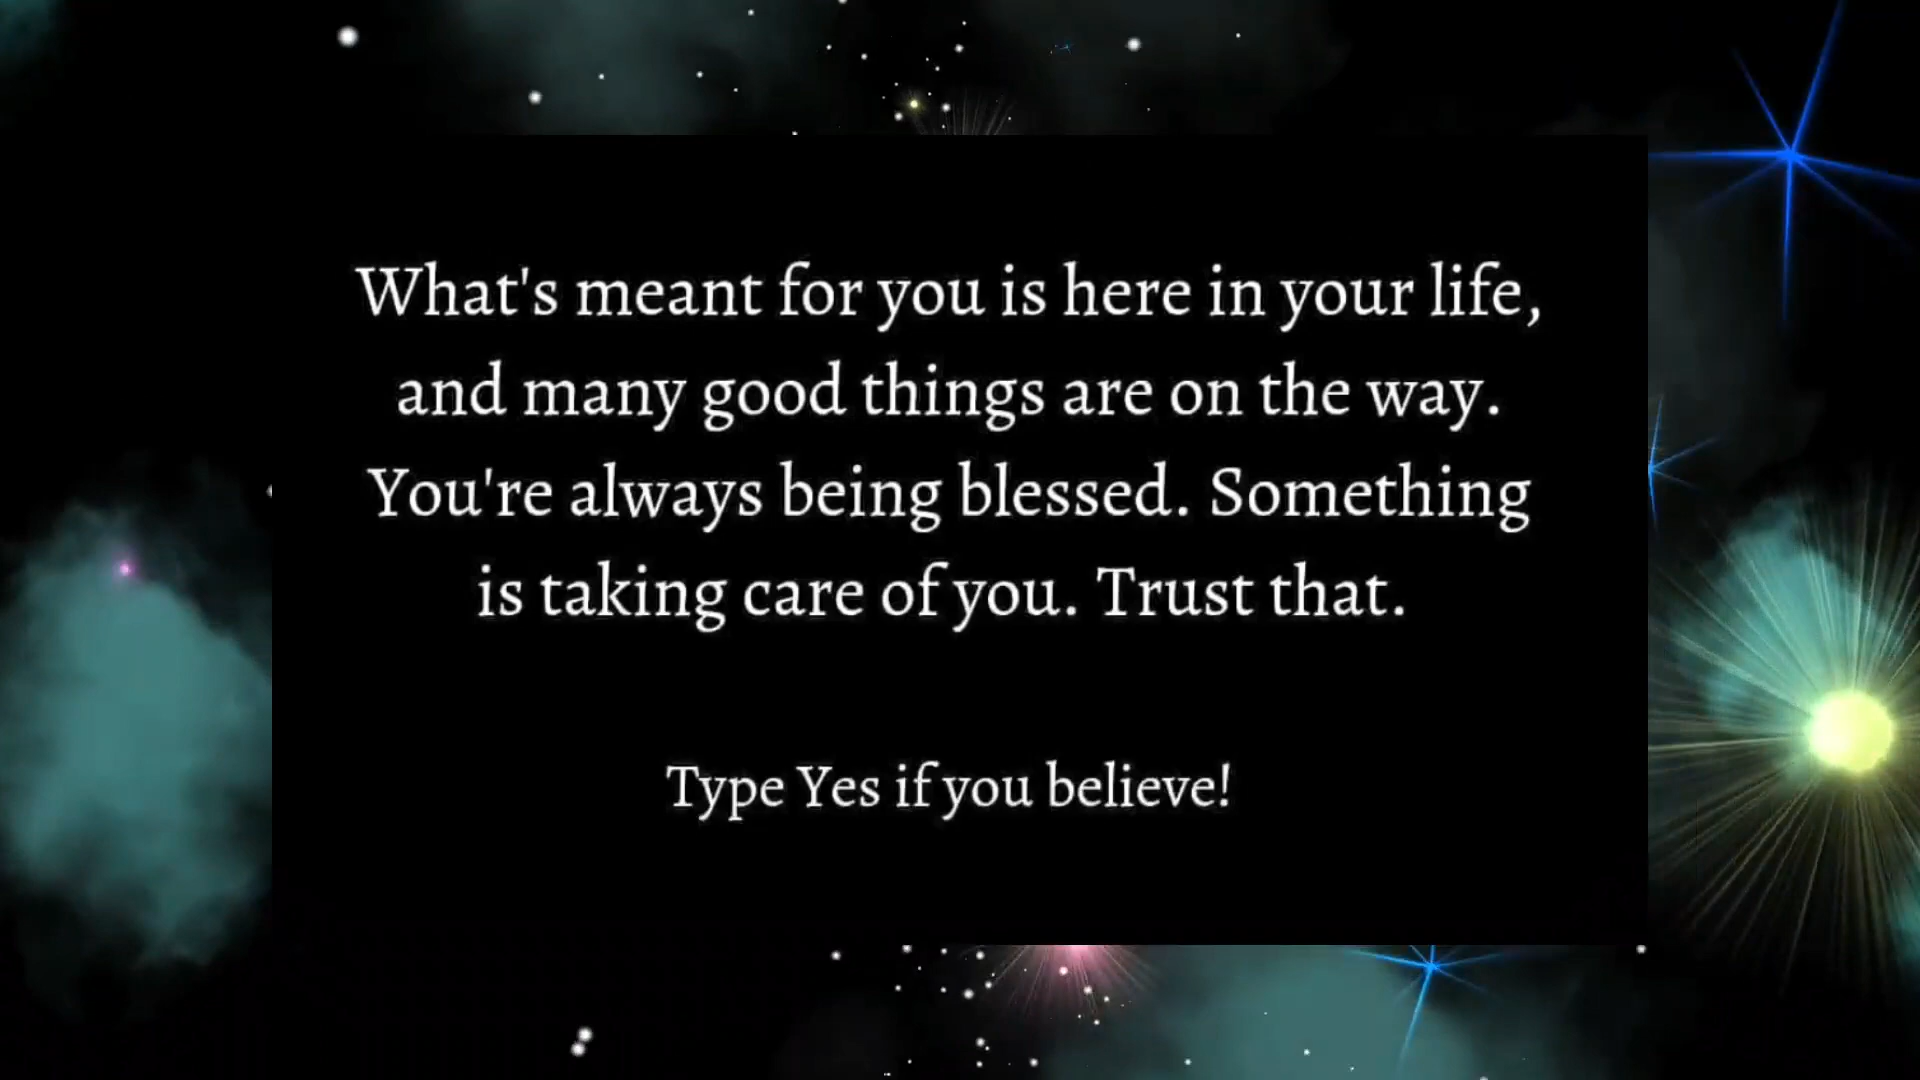 What's meant for you is here in your life,
and many good things are on the way.
You're always being blessed. Something
is taking care of you. Trust that.
Type Yes if you believe!